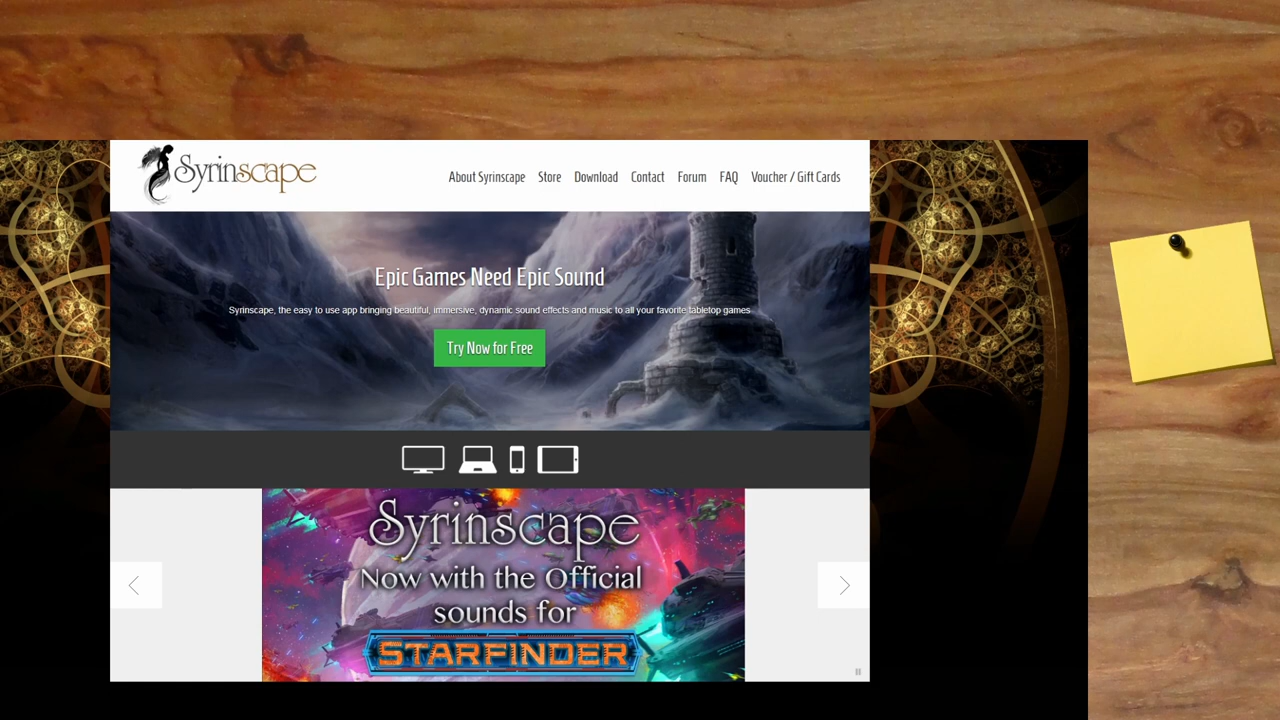 Syrinscape
About Syrinscape Store Download Contact Forum FAQ Voucher / Gift Cards
Epic Games Need Epic Sound
Syrinscape, the easy to use app bringing beautiful, immersive, dynamic sound effects and music to all your favorite tabletop games
Try Now for Free
Syrinscape
Now with the Official
sounds for
STARFINDER